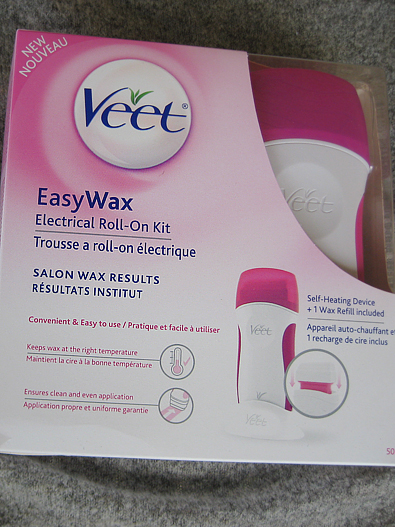 NEW
NOUVEAU
Veet®
Veet
EasyWax
Electrical Roll-On Kit
Trousse a roll-on électrique
SALON WAX RESULTS
RÉSULTATS INSTITUT
Self-Heating Device
+ 1 Wax Refill included
Appareil auto-chauffant et
1 recharge de cire inclus
Convenient & Easy to use / Pratique et facile à utiliser
Veet
Keeps wax at the right temperature
Maintient la cire à la bonne température
Ensures clean and even application
Application propre et uniforme garantie
Veet
50